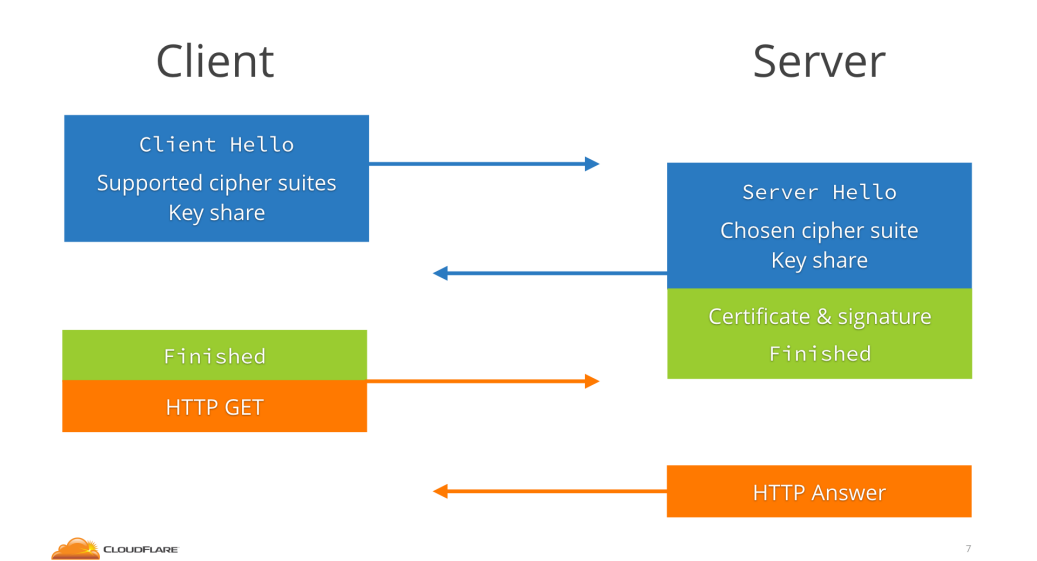 Client
Server
Client Hello
Supported cipher suites
Key share
Server Hello
Chosen cipher suite
Key share
Certificate & signature
Finished
Finished
HTTP GET
HTTP Answer
CLOUDFLARE
7